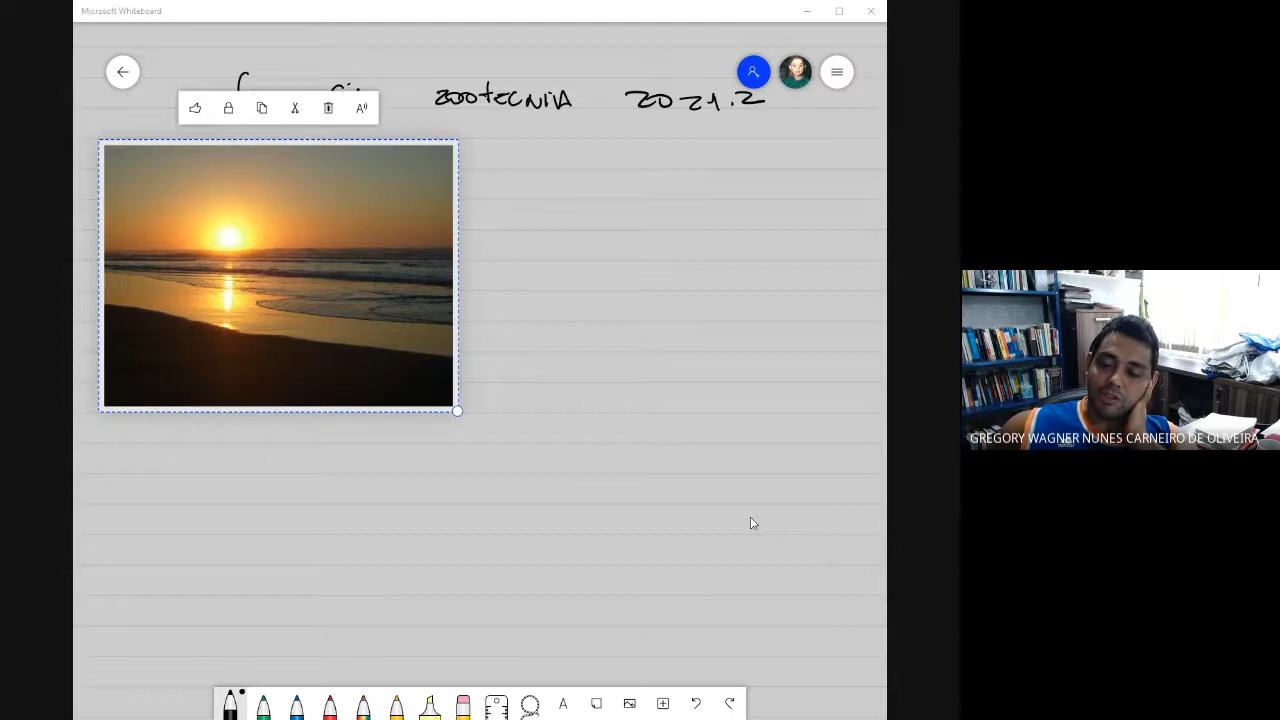 Microsoft Whiteboard
zootecnia 2021.2
GREGORY WAGNER NUNES CARNEIRO DE OLIVEIRA
A